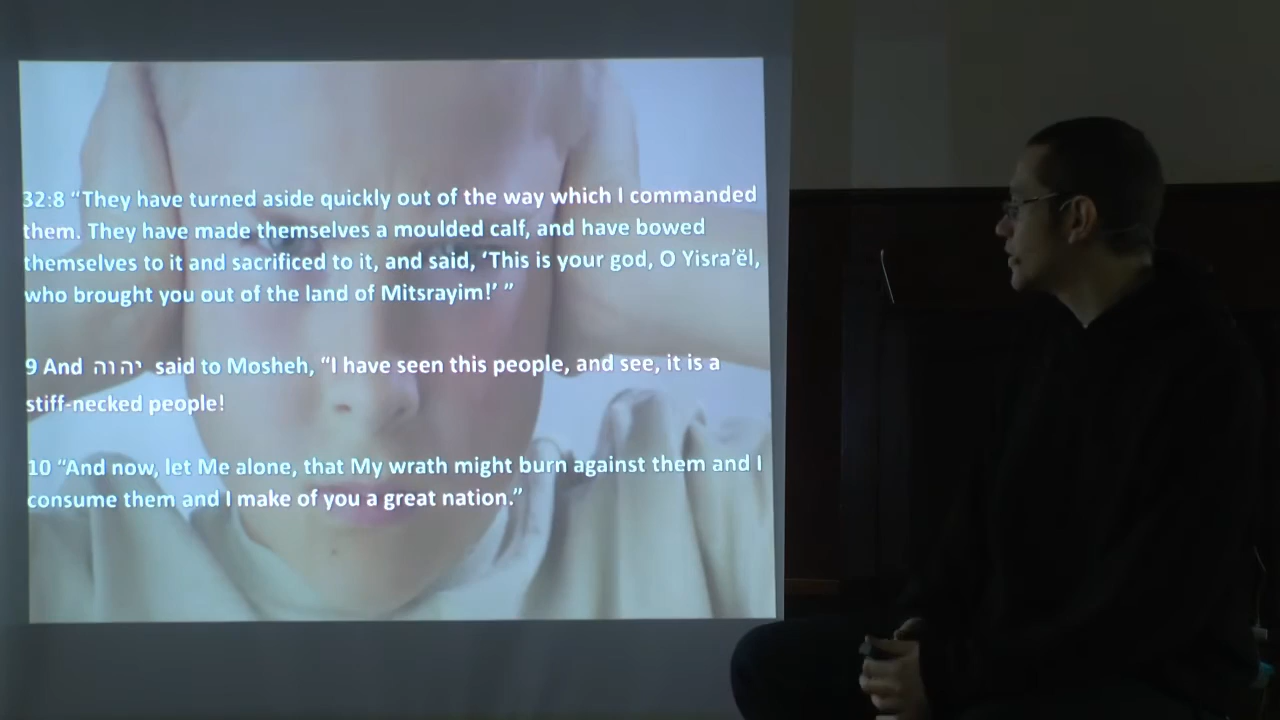 32:8 “They have turned aside quickly out of the way which I commanded
them. They have made themselves a moulded calf, and have bowed
themselves to it and sacrificed to it, and said, ‘This is your god, O Yisra’ĕl,
who brought you out of the land of Mitsrayim!’ ”
9 And יהוה said to Mosheh, “I have seen this people, and see, it is a
stiff-necked people!
10 “And now, let Me alone, that My wrath might burn against them and I
consume them and I make of you a great nation.”